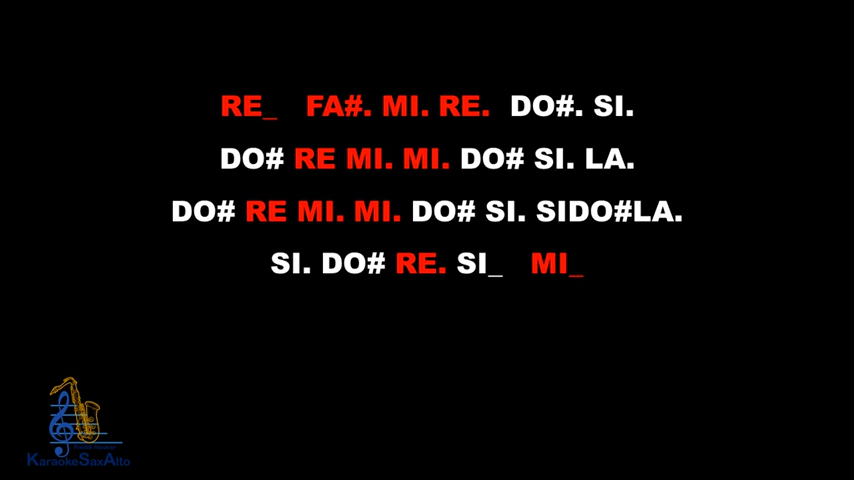 RE_ FA#. MI. RE. DO#. SI.
DO# RE MI. MI. DO# SI. LA.
DO# RE MI. MI. DO# SI. SIDO#LA.
SI. DO# RE. SI_ MI_
KaraokeSaxAlto